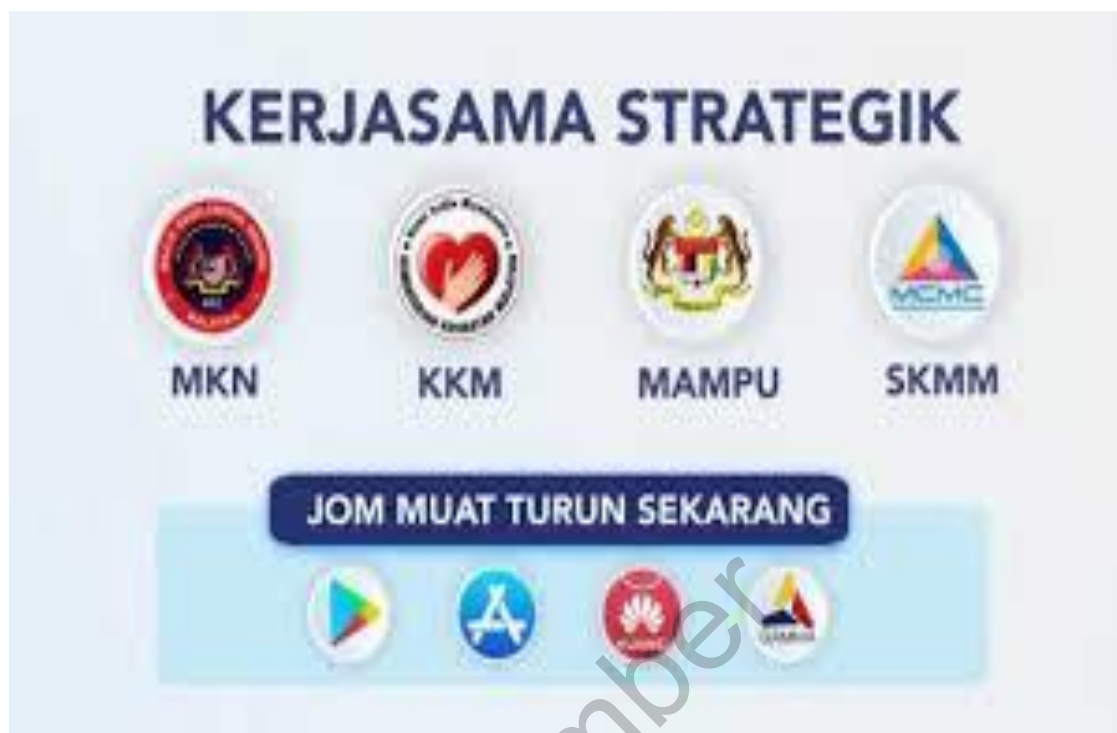 KERJASAMA STRATEGIK
MCMC
MKN
KKM
MAMPU
SKMM
JOM MUAT TURUN SEKARANG